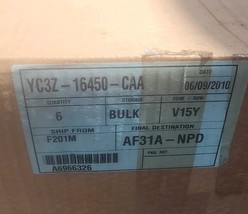 YC3Z-16450-CAA
DATE
06/09/2010
QUANTITY
6
BULK
V15Y
SHIP FROM
F201M
FINAL DESTINATION
AF31A-NPD
A6966326